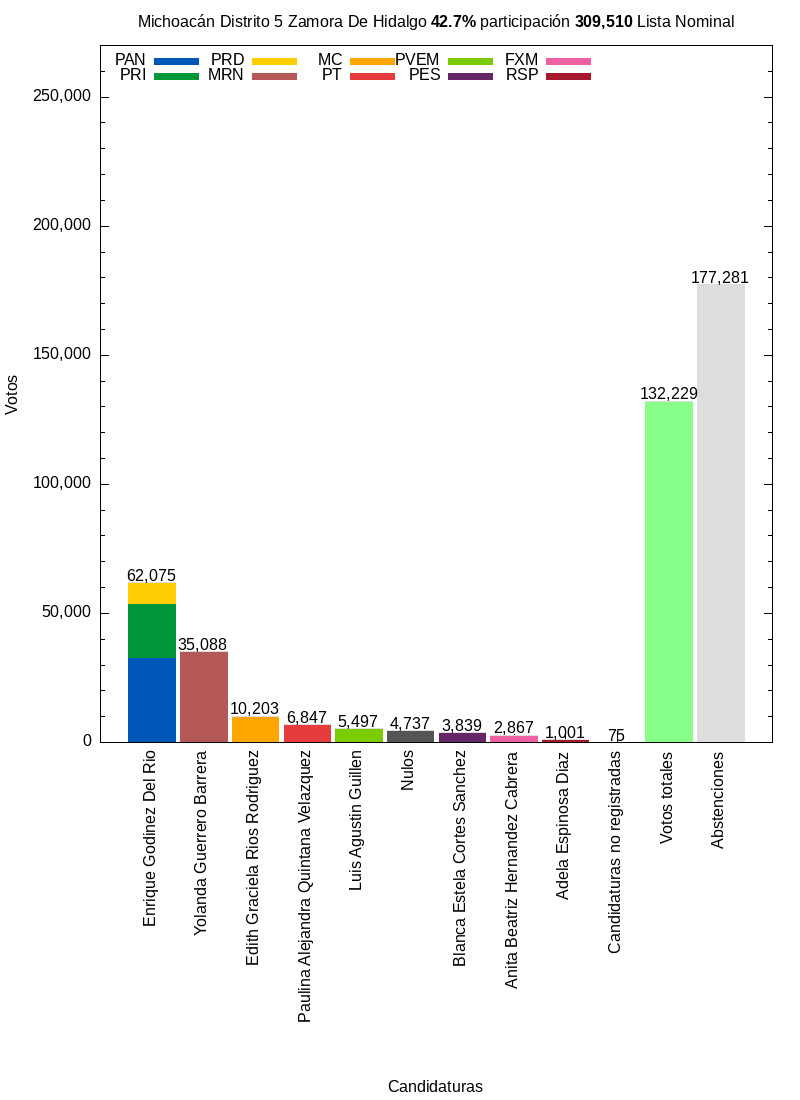 Michoacán Distrito 5 Zamora De Hidalgo 42.7% participación 309,510 Lista Nominal
PAN PRD MC PVEM FXM
PRI MRN PT PES RSP
250,000
200,000
150,000
100,000
50,000
0
Votos
62,075
35,088
10,203
6,847
5,497
4,737
3,839
2,867
1,001
75
132,229
177,281
Enrique Godinez Del Rio
Yolanda Guerrero Barrera
Edith Graciela Rios Rodriguez
Paulina Alejandra Quintana Velazquez
Luis Agustin Guillen
Nulos
Blanca Estela Cortes Sanchez
Anita Beatriz Hernandez Cabrera
Adela Espinosa Diaz
Candidaturas no registradas
Votos totales
Abstenciones
Candidaturas